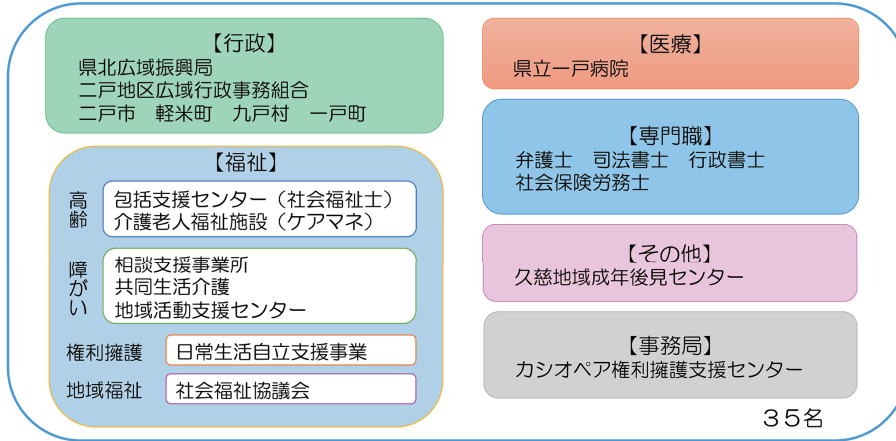 【行政】
県北広域振興局
二戸地区広域行政事務組合
二戸市 軽米町 九戸村 一戸町
【福祉】
高齢
包括支援センター（社会福祉士）
介護老人福祉施設（ケアマネ）
障がい
相談支援事業所
共同生活介護
地域活動支援センター
権利擁護 日常生活自立支援事業
地域福祉 社会福祉協議会
【医療】
県立一戸病院
【専門職】
弁護士 司法書士 行政書士
社会保険労務士
【その他】
久慈地域成年後見センター
【事務局】
カシオペア権利擁護支援センター
３５名